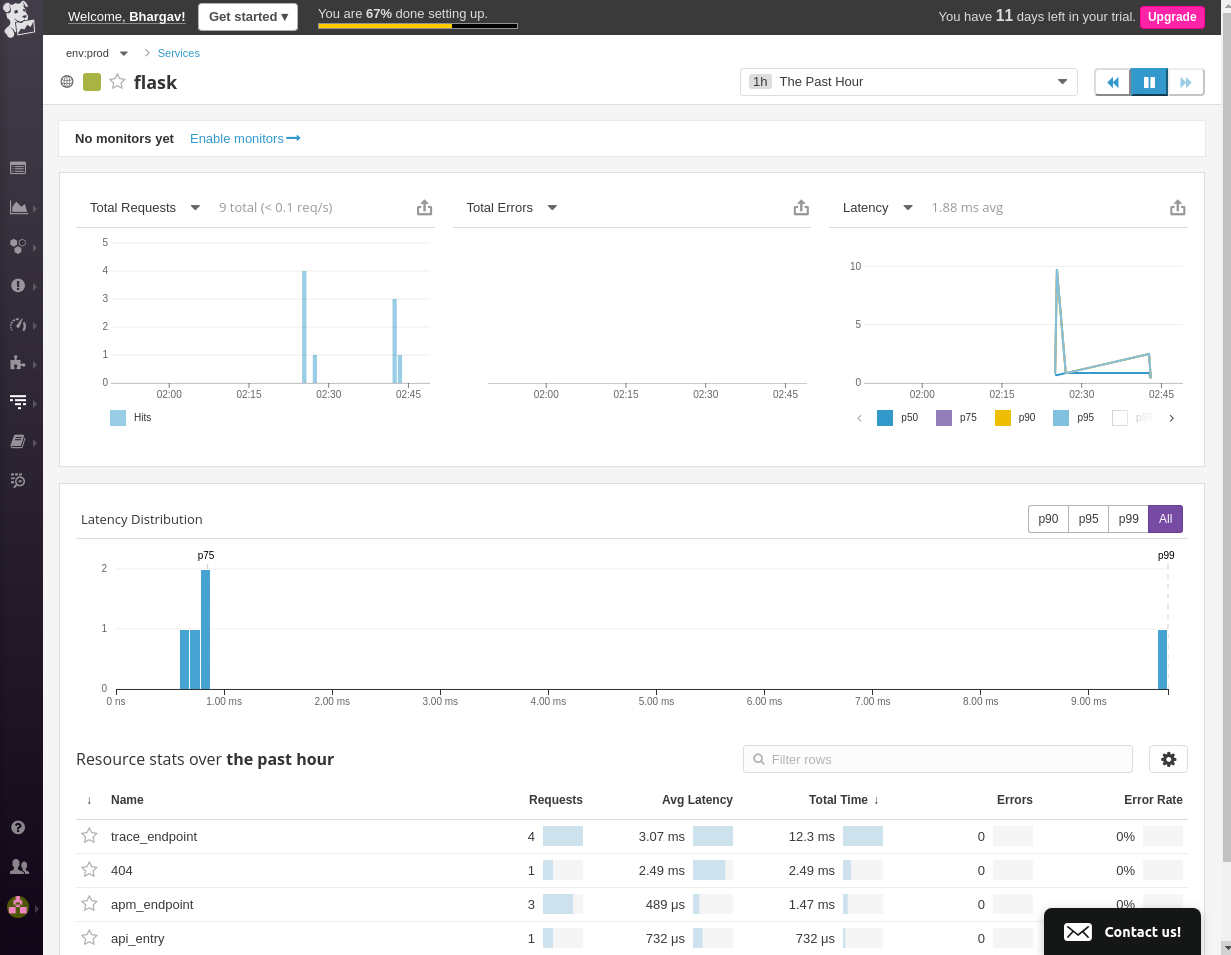 Welcome, Bhargav!
Get started ▾
You are 67% done setting up.
You have 11 days left in your trial.
Upgrade
env:prod
Services
flask
1h The Past Hour
No monitors yet
Enable monitors
Total Requests
9 total (< 0.1 req/s)
Total Errors
Latency
1.88 ms avg
5
4
3
2
1
0
02:00 02:15 02:30 02:45
Hits
02:00 02:15 02:30 02:45
10
5
0
02:00 02:15 02:30 02:45
p50 p75 p90 p95 p99
Latency Distribution
p90 p95 p99 All
p75
p99
2
1
0
0 ns 1.00 ms 2.00 ms 3.00 ms 4.00 ms 5.00 ms 6.00 ms 7.00 ms 8.00 ms 9.00 ms
Resource stats over the past hour
Filter rows
↓ Name Requests Avg Latency Total Time ↓ Errors Error Rate
trace_endpoint 4 3.07 ms 12.3 ms 0 0%
404 1 2.49 ms 2.49 ms 0 0%
apm_endpoint 3 489 μs 1.47 ms 0 0%
api_entry 1 732 μs 732 μs 0
Contact us!